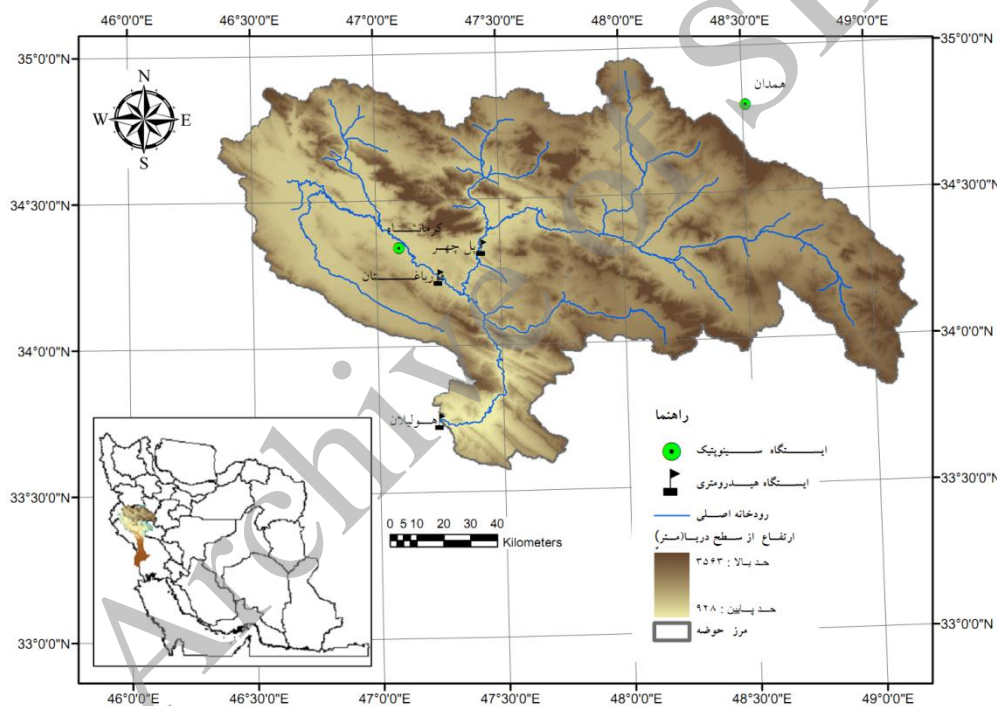 46°0'0"E 46°30'0"E 47°0'0"E 47°30'0"E 48°0'0"E 48°30'0"E 49°0'0"E
35°0'0"N
35°0'0"N
N
W E
S
همدان
34°30'0"N
34°30'0"N
کرمانشاه
پل چهر
قورباغستان
34°0'0"N
34°0'0"N
هولیلان
راهنما
ایستگاه سینوپتیک
ایستگاه هیدرومتری
رودخانه اصلی
ارتفاع از سطح دریا(متر)
حد بالا : ۳۵۶۳
حد پایین : ۹۲۸
مرز حوضه
33°30'0"N
33°30'0"N
0 5 10 20 30 40
Kilometers
33°0'0"N
33°0'0"N
46°0'0"E 46°30'0"E 47°0'0"E 47°30'0"E 48°0'0"E 48°30'0"E 49°0'0"E
Archive of